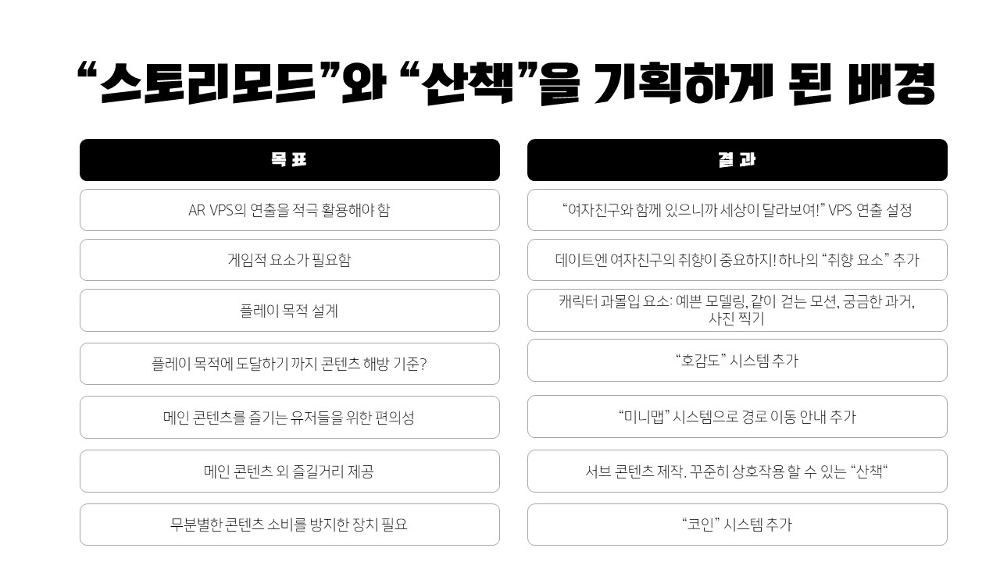 “스토리모드”와 “산책”을 기획하게 된 배경
목표
결과
AR VPS의 연출을 적극 활용해야 함
“여자친구와 함께 있으니까 세상이 달라보여!” VPS 연출 설정
게임적 요소가 필요함
데이트엔 여자친구의 취향이 중요하지! 하나의 “취향 요소” 추가
플레이 목적 설계
캐릭터 과몰입 요소: 예쁜 모델링, 같이 걷는 모션, 궁금한 과거,
사진 찍기
플레이 목적에 도달하기 까지 콘텐츠 해방 기준?
“호감도” 시스템 추가
메인 콘텐츠를 즐기는 유저들을 위한 편의성
“미니맵” 시스템으로 경로 이동 안내 추가
메인 콘텐츠 외 즐길거리 제공
서브 콘텐츠 제작. 꾸준히 상호작용 할 수 있는 “산책“
무분별한 콘텐츠 소비를 방지한 장치 필요
“코인” 시스템 추가